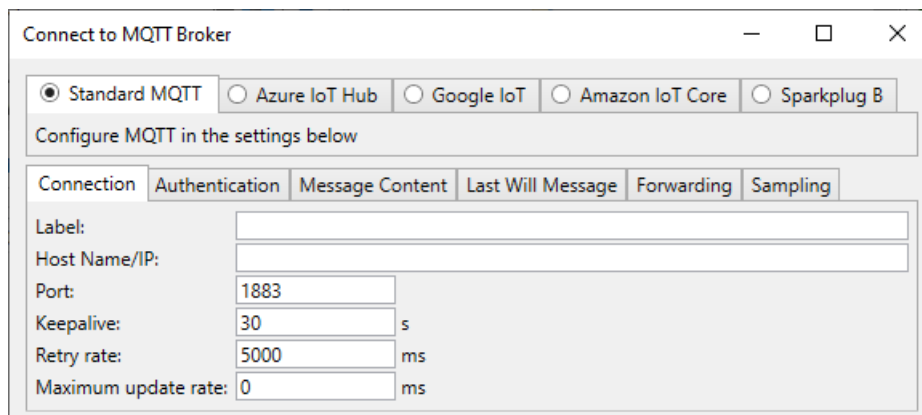 Connect to MQTT Broker
Standard MQTT Azure IoT Hub Google IoT Amazon IoT Core Sparkplug B
Configure MQTT in the settings below
Connection Authentication Message Content Last Will Message Forwarding Sampling
Label:
Host Name/IP:
Port: 1883
Keepalive: 30 s
Retry rate: 5000 ms
Maximum update rate: 0 ms